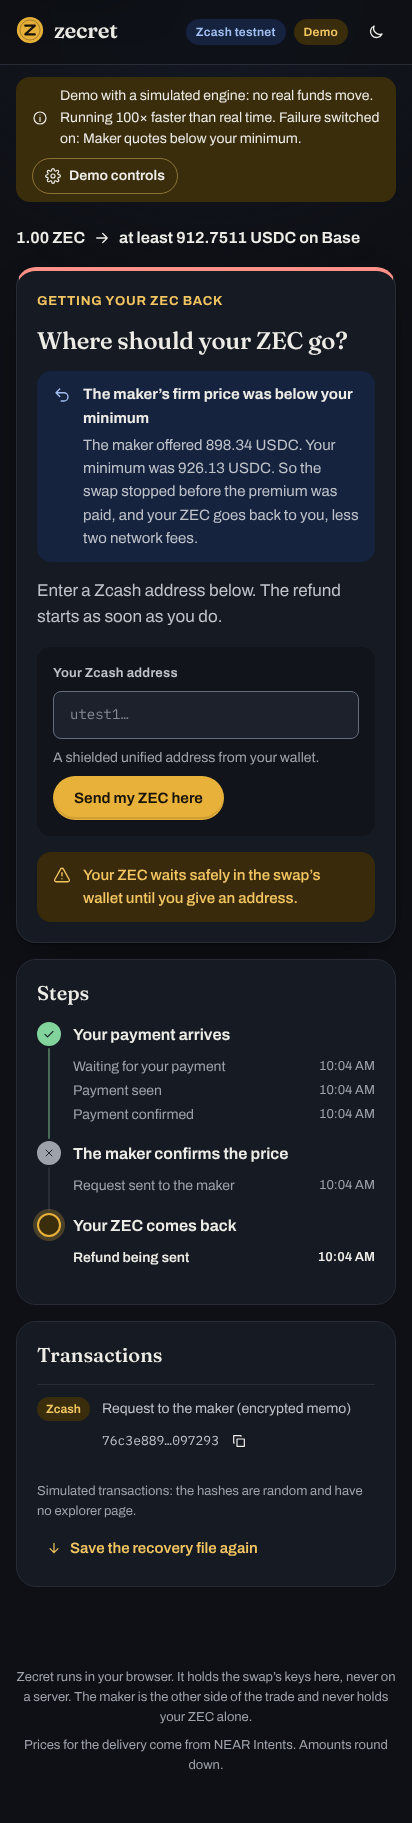 zecret
Zcash testnet
Demo
Demo with a simulated engine: no real funds move.
Running 100× faster than real time. Failure switched
on: Maker quotes below your minimum.
Demo controls
1.00 ZEC → at least 912.7511 USDC on Base
GETTING YOUR ZEC BACK
Where should your ZEC go?
The maker’s firm price was below your
minimum
The maker offered 898.34 USDC. Your
minimum was 926.13 USDC. So the
swap stopped before the premium was
paid, and your ZEC goes back to you, less
two network fees.
Enter a Zcash address below. The refund
starts as soon as you do.
Your Zcash address
utest1…
A shielded unified address from your wallet.
Send my ZEC here
Your ZEC waits safely in the swap’s
wallet until you give an address.
Steps
Your payment arrives
Waiting for your payment 10:04 AM
Payment seen 10:04 AM
Payment confirmed 10:04 AM
The maker confirms the price
Request sent to the maker 10:04 AM
Your ZEC comes back
Refund being sent 10:04 AM
Transactions
Zcash Request to the maker (encrypted memo)
76c3e889…097293
Simulated transactions: the hashes are random and have
no explorer page.
Save the recovery file again
Zecret runs in your browser. It holds the swap’s keys here, never on
a server. The maker is the other side of the trade and never holds
your ZEC alone.
Prices for the delivery come from NEAR Intents. Amounts round
down.